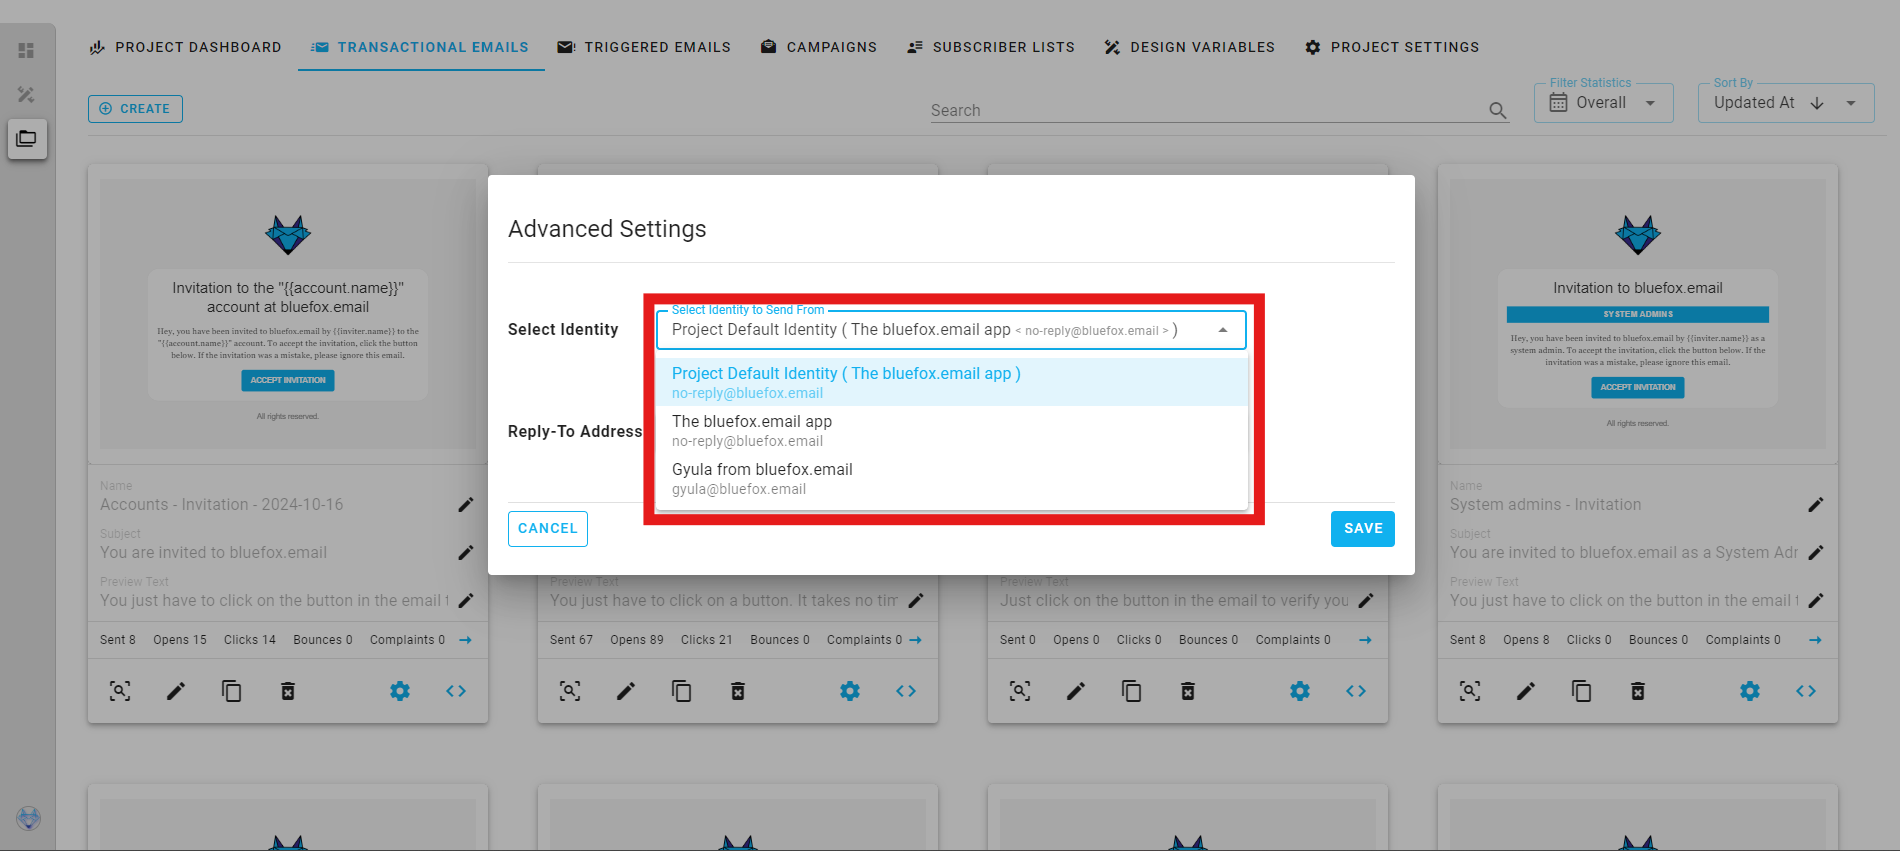 PROJECT DASHBOARD
TRANSACTIONAL EMAILS
TRIGGERED EMAILS
CAMPAIGNS
SUBSCRIBER LISTS
DESIGN VARIABLES
PROJECT SETTINGS
CREATE
Search
Filter Statistics
Overall
Sort By
Updated At
Advanced Settings
Select Identity
Select Identity to Send From
Project Default Identity ( The bluefox.email app < no-reply@bluefox.email > )
Project Default Identity ( The bluefox.email app )
no-reply@bluefox.email
The bluefox.email app
no-reply@bluefox.email
Gyula from bluefox.email
gyula@bluefox.email
Reply-To Address
CANCEL
SAVE
Invitation to the "{{account.name}}"
account at bluefox.email
Hey, you have been invited to bluefox.email by {{inviter.name}} to the
"{{account.name}}" account. To accept the invitation, click the button
below. If the invitation was a mistake, please ignore this email.
ACCEPT INVITATION
All rights reserved.
Name
Accounts - Invitation - 2024-10-16
Subject
You are invited to bluefox.email
Preview Text
You just have to click on the button in the email t
Sent 8 Opens 15 Clicks 14 Bounces 0 Complaints 0
Preview Text
You just have to click on a button. It takes no tim
Sent 67 Opens 89 Clicks 21 Bounces 0 Complaints 0
Preview Text
Just click on the button in the email to verify you
Sent 0 Opens 0 Clicks 0 Bounces 0 Complaints 0
Invitation to bluefox.email
SYSTEM ADMINS
Hey, you have been invited to bluefox.email by {{inviter.name}} as a
system admin. To accept the invitation, click the button below. If the
invitation was a mistake, please ignore this email.
ACCEPT INVITATION
All rights reserved.
Name
System admins - Invitation
Subject
You are invited to bluefox.email as a System Adr
Preview Text
You just have to click on the button in the email t
Sent 8 Opens 8 Clicks 0 Bounces 0 Complaints 0